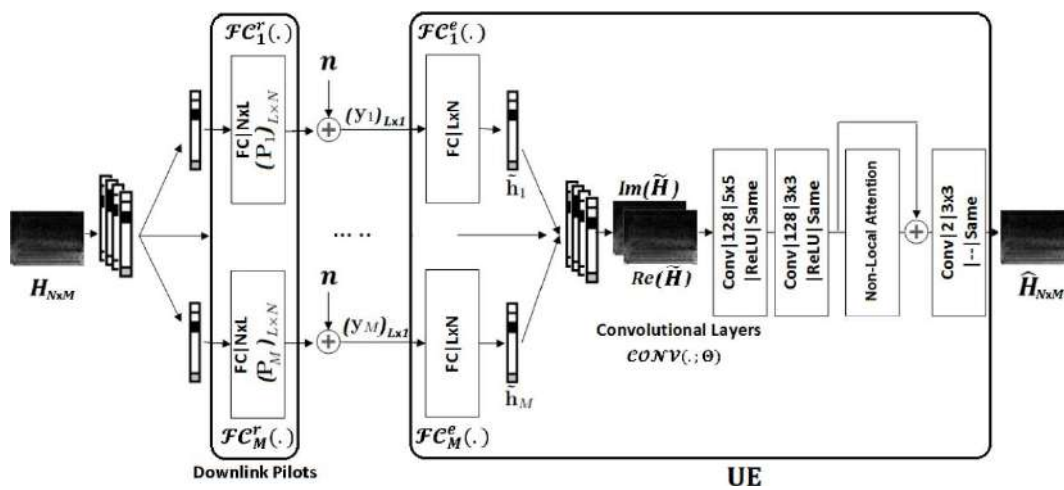 𝓕𝓒₁ʳ(.)
𝓕𝓒₁ᵉ(.)
n
FC|NxL
(P₁)LxN
(y₁)Lx1
FC|LxN
h̃₁
H NxM
.... ..
Im(H̃)
Re(H̃)
Conv|128|5x5
|ReLU|Same
Conv|128|3x3
|ReLU|Same
Non-Local Attention
Conv|2|3x3
|--|Same
Ĥ NxM
n
FC|NxL
(P_M)LxN
(y_M)Lx1
FC|LxN
h̃_M
Convolutional Layers
𝓒𝓞𝓝𝓥(.;Θ)
𝓕𝓒_Mʳ(.)
𝓕𝓒_Mᵉ(.)
Downlink Pilots
UE